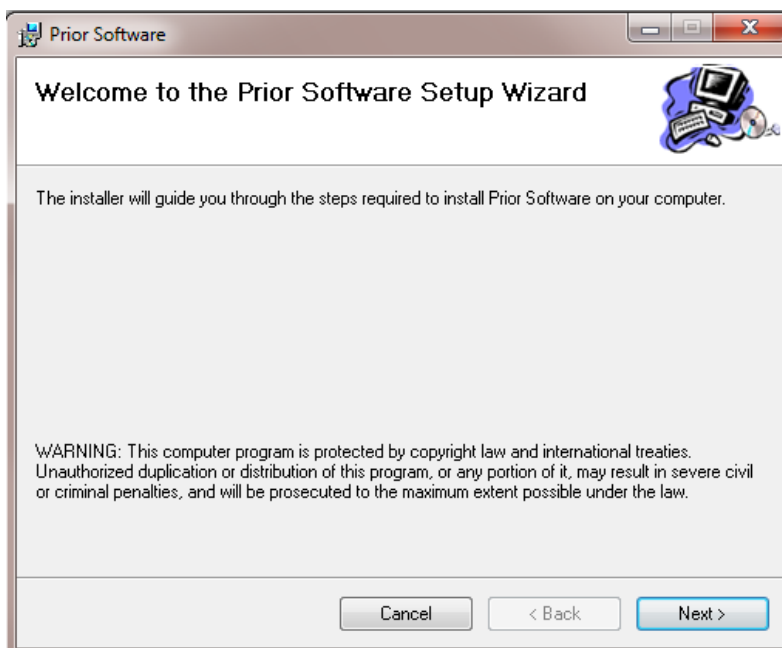 Prior Software
Welcome to the Prior Software Setup Wizard
The installer will guide you through the steps required to install Prior Software on your computer.
WARNING: This computer program is protected by copyright law and international treaties.
Unauthorized duplication or distribution of this program, or any portion of it, may result in severe civil
or criminal penalties, and will be prosecuted to the maximum extent possible under the law.
Cancel
< Back
Next >